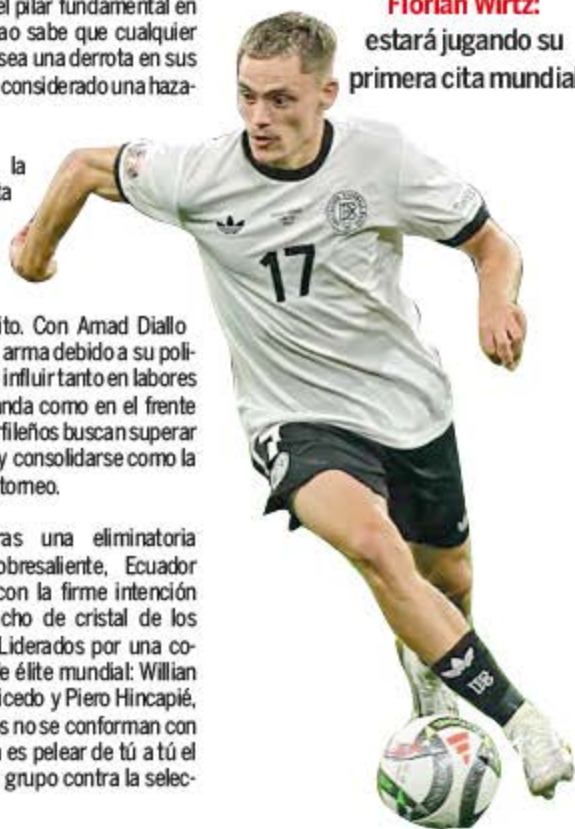 el pilar fundamental en
ao sabe que cualquier
sea una derrota en sus
considerado una haza-
la
ta
ito. Con Amad Diallo
arma debido a su poli-
influir tanto en labores
anda como en el frente
rfileños buscan superar
y consolidarse como la
torneo.
ras una eliminatoria
obresaliente, Ecuador
con la firme intención
cho de cristal de los
Liderados por una co-
e élite mundial: Willian
icedo y Piero Hincapié,
s no se conforman con
es pelear de tú a tú el
grupo contra la selec-
Florian Wirtz:
estará jugando su
primera cita mundial
17